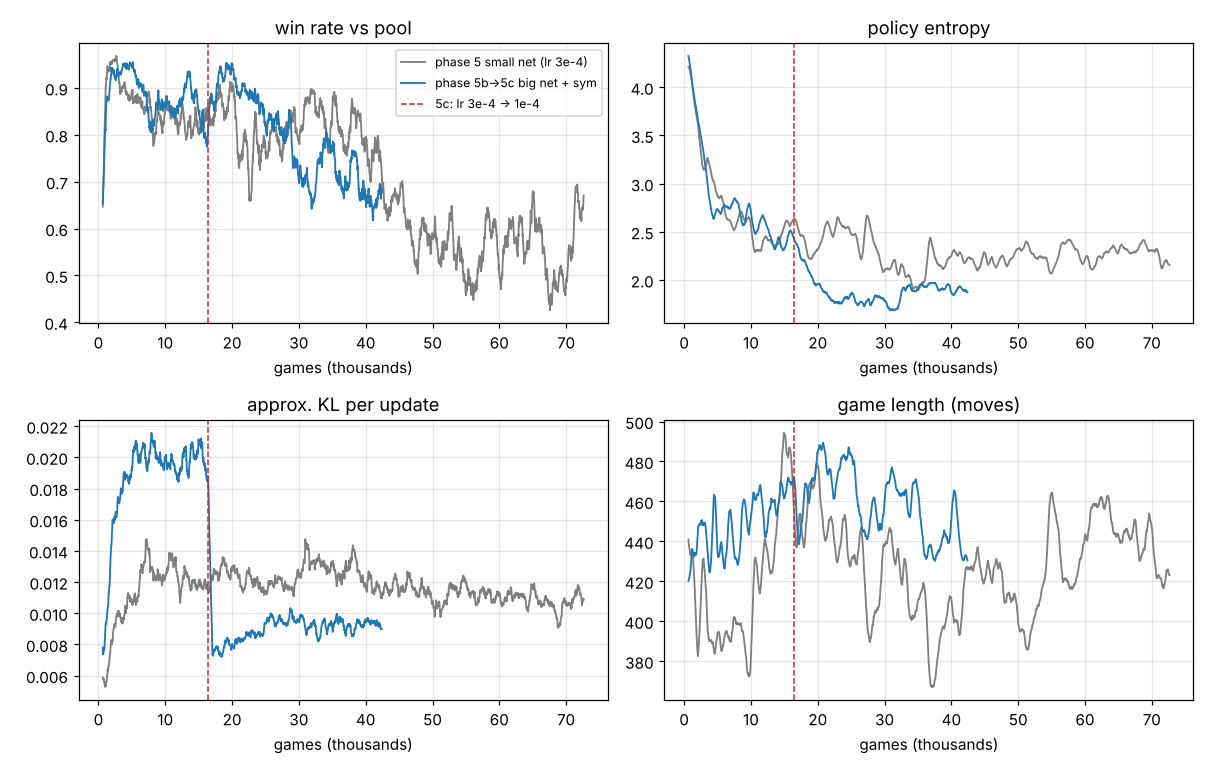 win rate vs pool
0.9
0.8
0.7
0.6
0.5
0.4
phase 5 small net (lr 3e-4)
phase 5b→5c big net + sym
5c: lr 3e-4 → 1e-4
0 10 20 30 40 50 60 70
games (thousands)
policy entropy
4.0
3.5
3.0
2.5
2.0
0 10 20 30 40 50 60 70
games (thousands)
approx. KL per update
0.022
0.020
0.018
0.016
0.014
0.012
0.010
0.008
0.006
0 10 20 30 40 50 60 70
games (thousands)
game length (moves)
500
480
460
440
420
400
380
0 10 20 30 40 50 60 70
games (thousands)